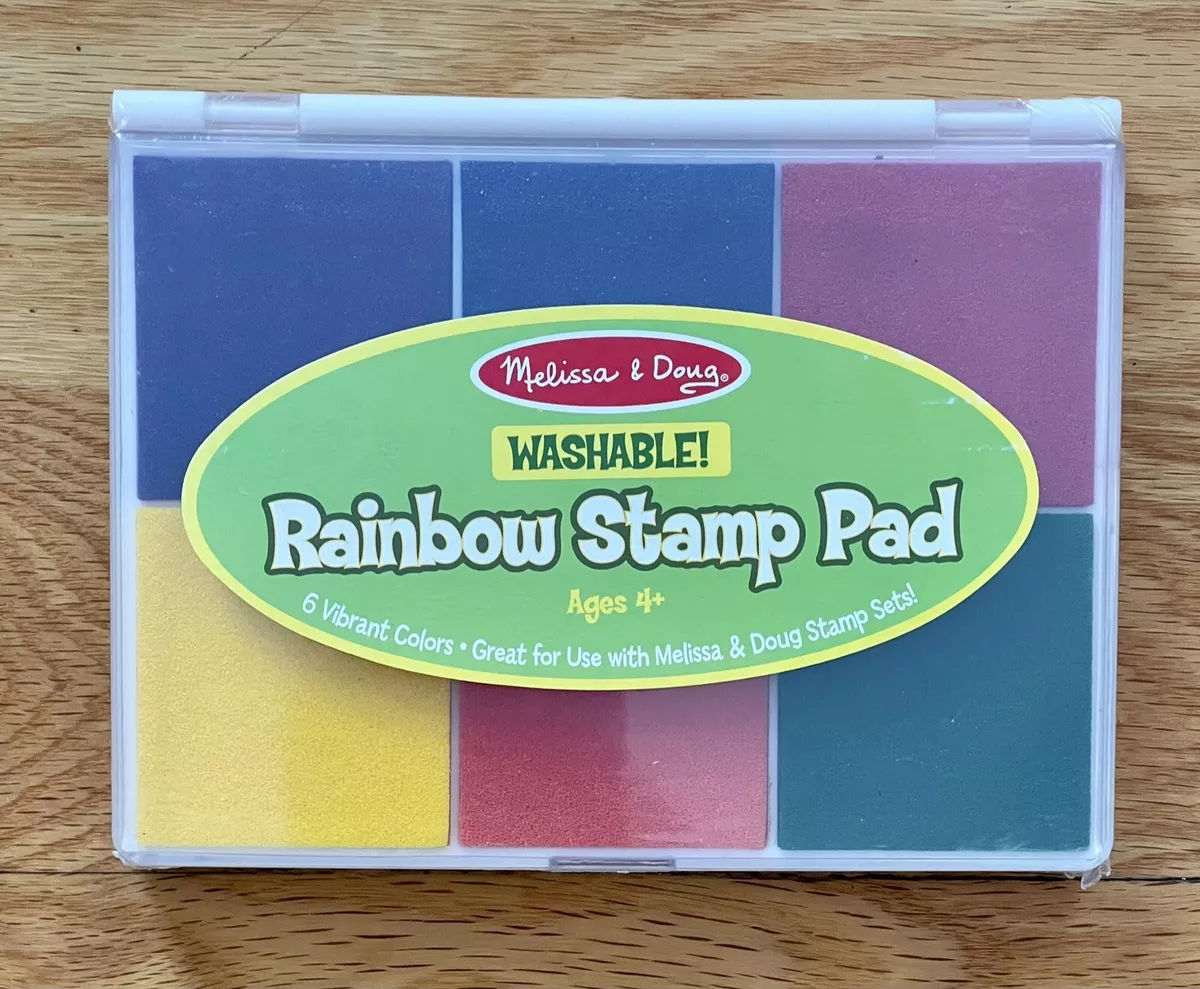 Melissa & Doug®
WASHABLE!
Rainbow Stamp Pad
Ages 4+
6 Vibrant Colors • Great for Use with Melissa & Doug Stamp Sets!